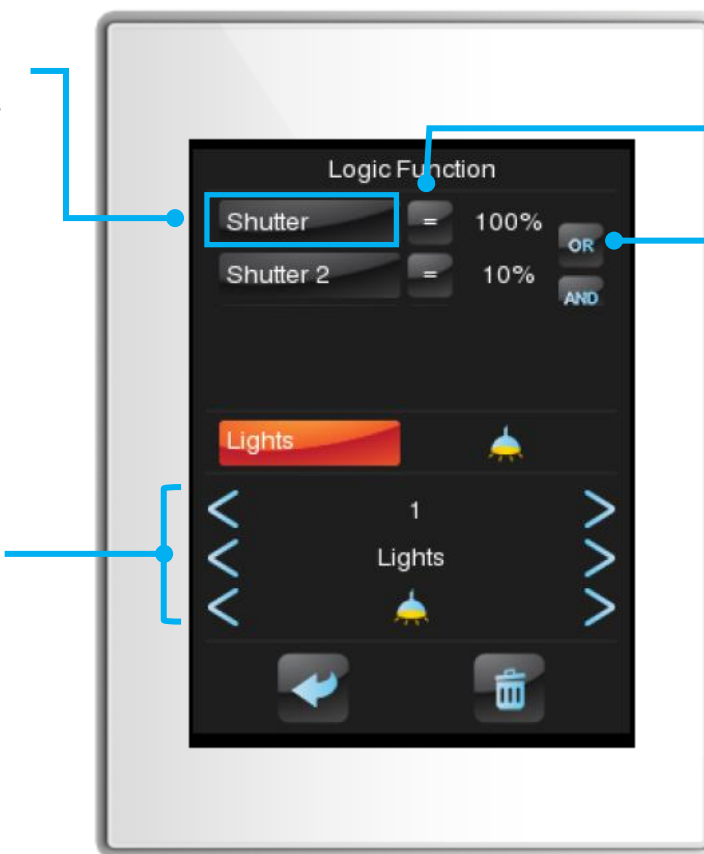 Logic Function
Shutter = 100%
OR
Shutter 2 = 10%
AND
Lights
1
Lights